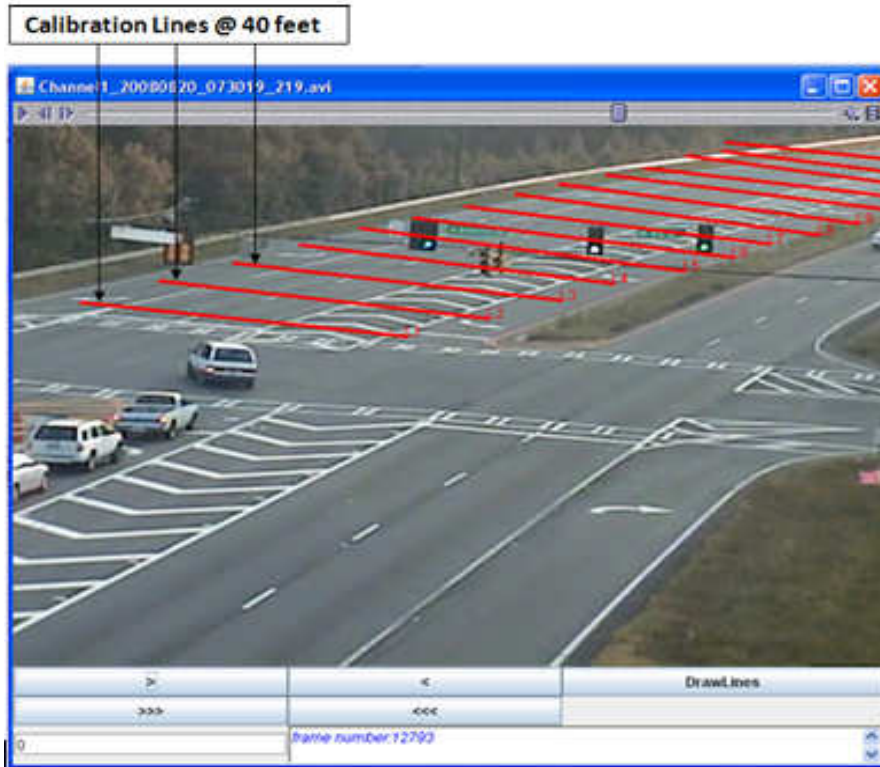 Calibration Lines @ 40 feet
Channel1_20080820_073019_219.avi
>
<
DrawLines
>>>
<<<
0
frame number:12793